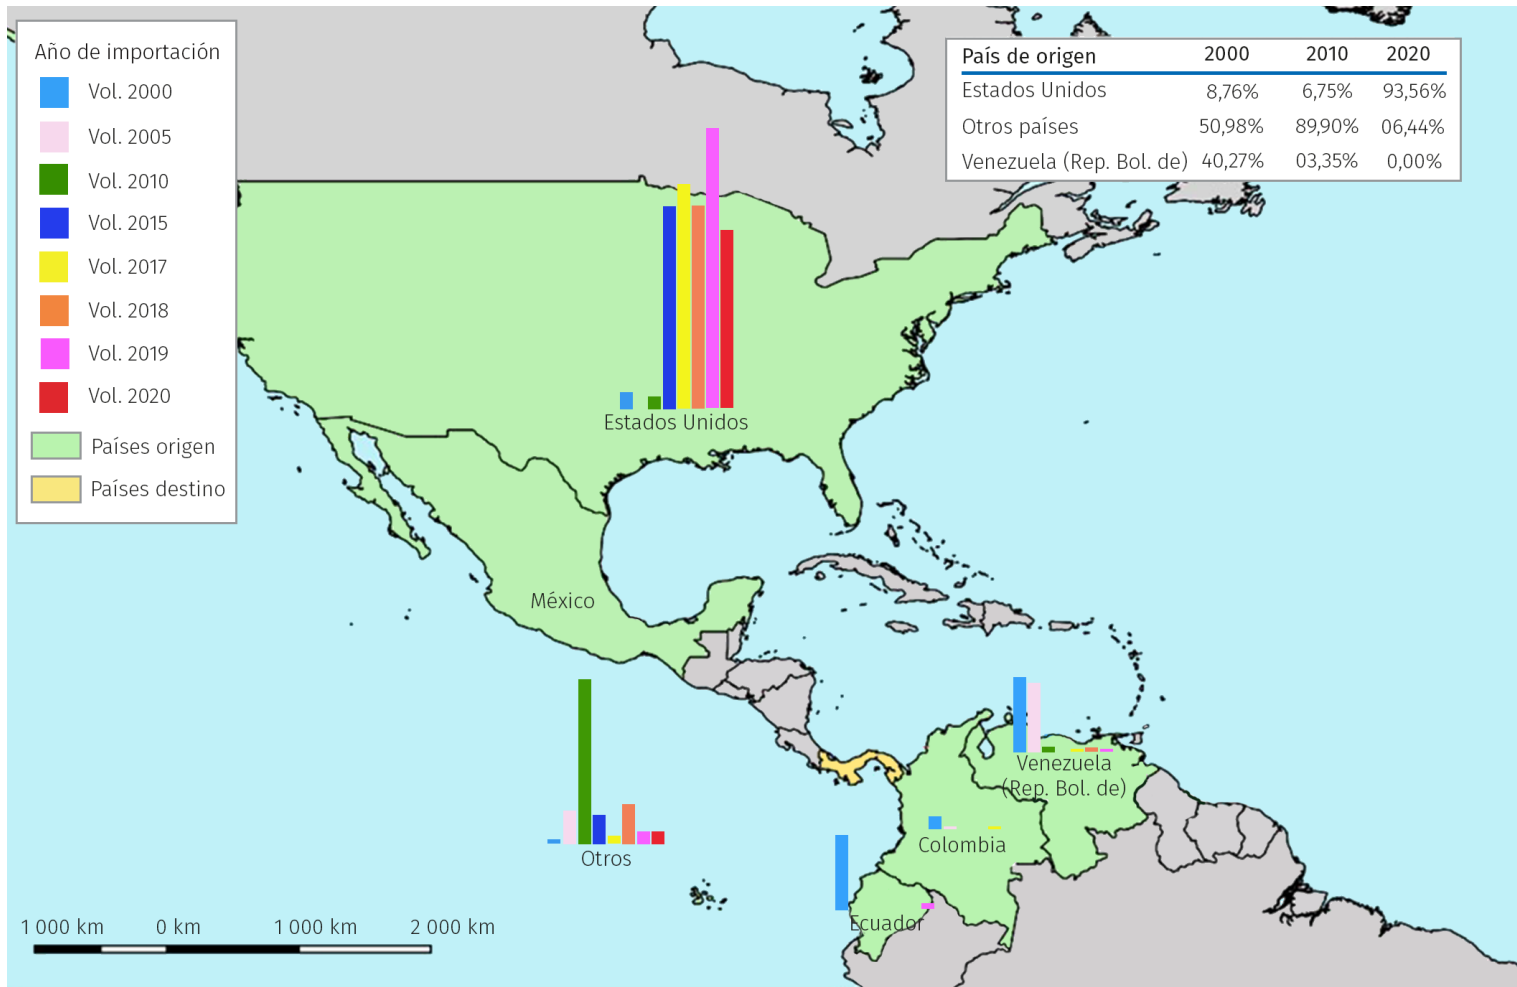 Año de importación
Vol. 2000
Vol. 2005
Vol. 2010
Vol. 2015
Vol. 2017
Vol. 2018
Vol. 2019
Vol. 2020
Países origen
Países destino
País de origen 2000 2010 2020
Estados Unidos 8,76% 6,75% 93,56%
Otros países 50,98% 89,90% 06,44%
Venezuela (Rep. Bol. de) 40,27% 03,35% 0,00%
Estados Unidos
México
Venezuela
(Rep. Bol. de)
Colombia
Otros
Ecuador
1 000 km 0 km 1 000 km 2 000 km